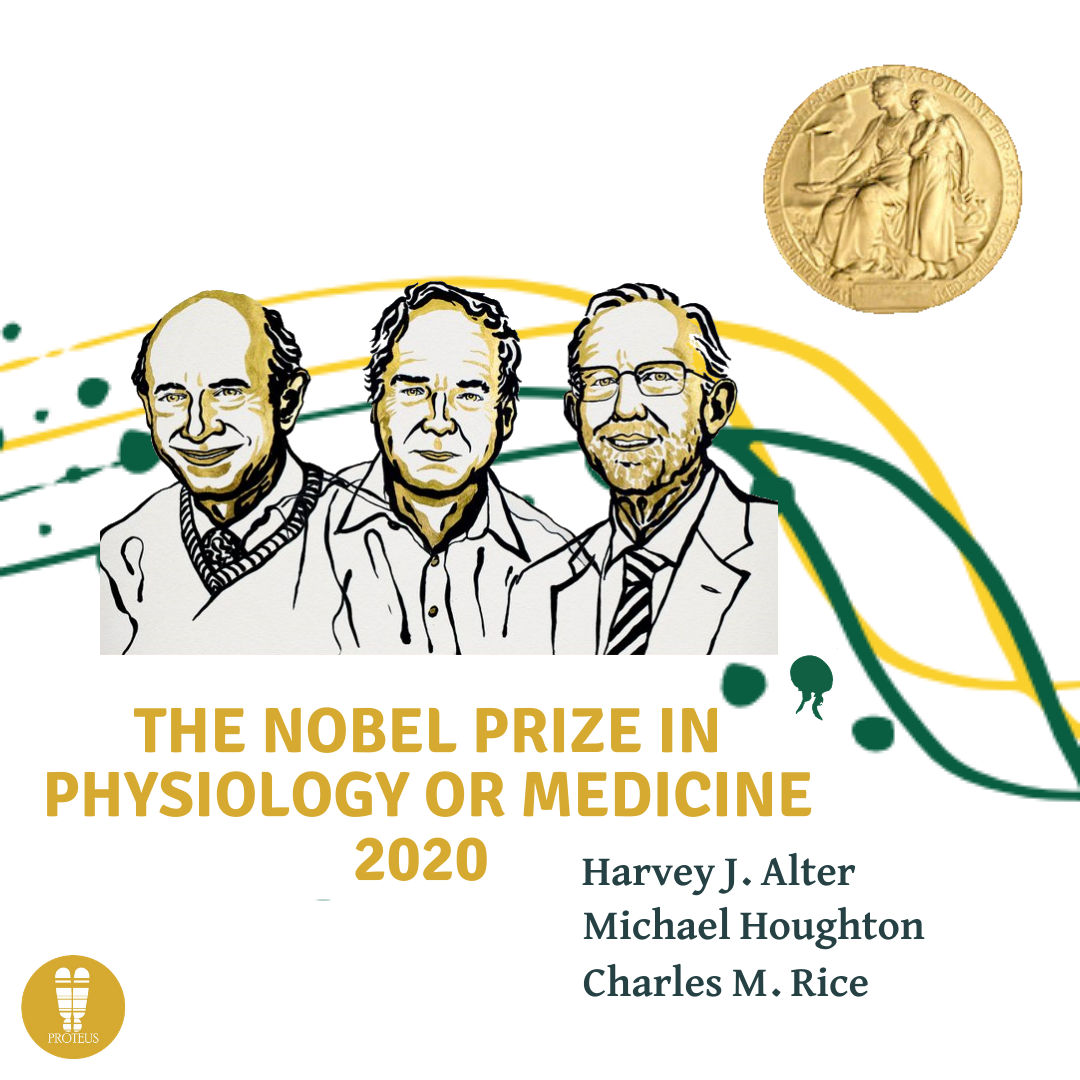 THE NOBEL PRIZE IN
PHYSIOLOGY OR MEDICINE
2020
Harvey J. Alter
Michael Houghton
Charles M. Rice
PROTEUS